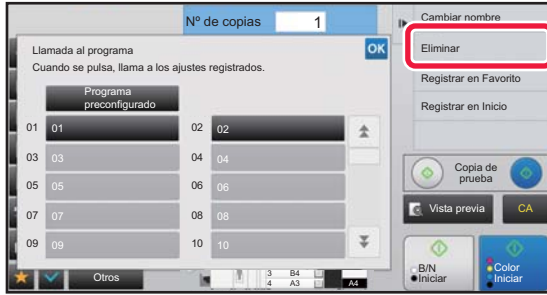 Nº de copias 1
Cambiar nombre
Llamada al programa OK
Eliminar
Cuando se pulsa, llama a los ajustes registrados.
Registrar en Favorito
Programa
preconfigurado
Registrar en Inicio
01 01 02 02
03 03 04 04
05 05 06 06
07 07 08 08
09 09 10 10
Copia de
prueba
Vista previa CA
B/N
Iniciar
Color
Iniciar
Otros
3 B4
4 A3 A4